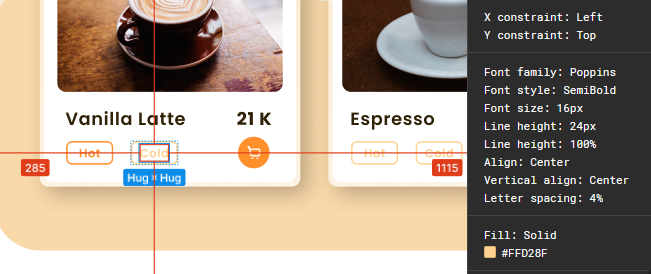 Vanilla Latte
21 K
Hot
Cold
285
Hug × Hug
Espresso
Hot
Cold
1115
X constraint: Left
Y constraint: Top
Font family: Poppins
Font style: SemiBold
Font size: 16px
Line height: 24px
Line height: 100%
Align: Center
Vertical align: Center
Letter spacing: 4%
Fill: Solid
#FFD28F